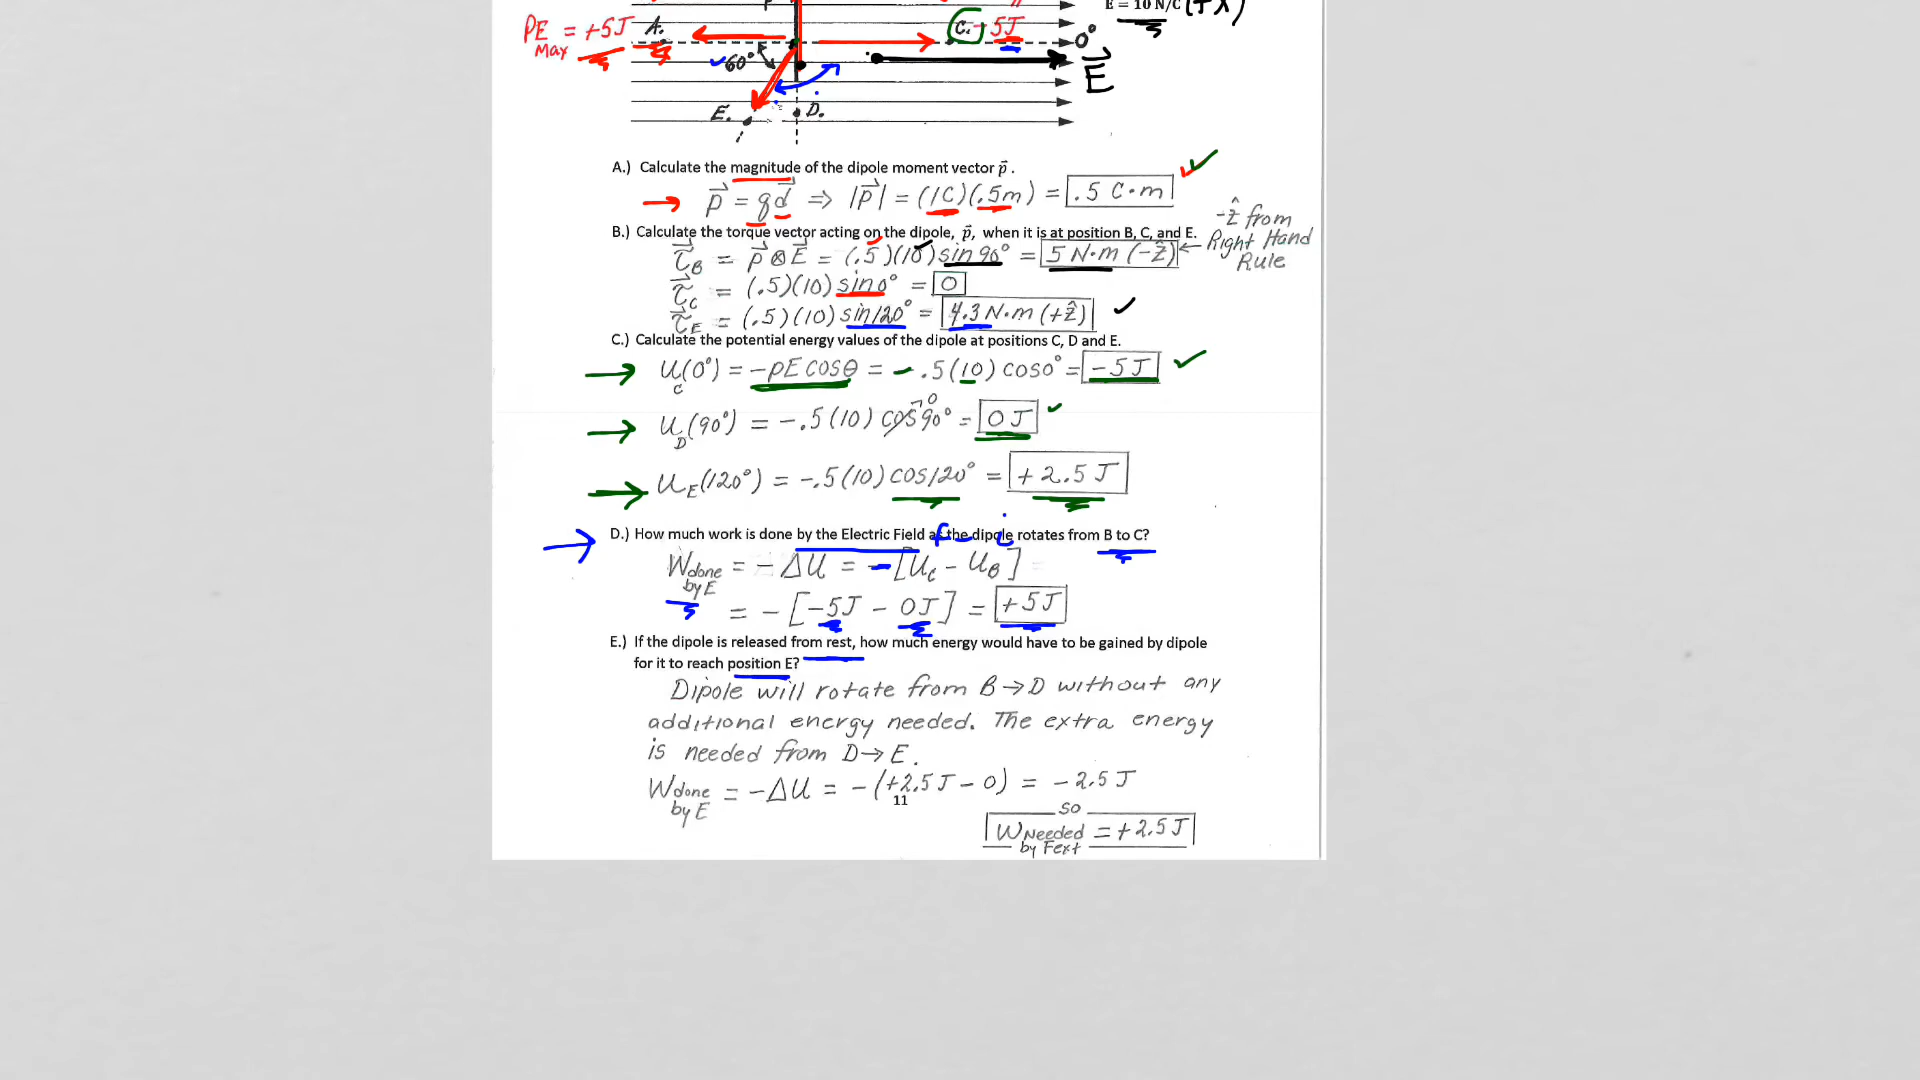 E = 10 N/C (+x)
PE = +5J A. C. - 5J 0°
Max
60° E
E. D.
A.) Calculate the magnitude of the dipole moment vector p⃗ .
p⃗ = qd⃗ ⇒ |p⃗| = (1C)(.5m) = .5 C·m
-ẑ from
B.) Calculate the torque vector acting on the dipole, p⃗, when it is at position B, C, and E.
Right Hand
τ⃗B = p⃗ ⊗ E⃗ = (.5)(10) sin 90° = 5 N·m (-ẑ) ←
Rule
τ⃗C = (.5)(10) sin 0° = 0
τ⃗E = (.5)(10) sin 120° = 4.3 N·m (+ẑ)
C.) Calculate the potential energy values of the dipole at positions C, D and E.
→ UC(0°) = -pE cosθ = - .5(10) cos 0° = -5 J
→ UD(90°) = -.5(10) cos 90° = 0 J
→ UE(120°) = -.5(10) cos 120° = +2.5 J
f - i
D.) How much work is done by the Electric Field as the dipole rotates from B to C?
Wdone = -ΔU = -[UC - UB]
by E
= -[-5J - 0J] = +5J
E.) If the dipole is released from rest, how much energy would have to be gained by dipole
for it to reach position E?
Dipole will rotate from B→D without any
additional energy needed. The extra energy
is needed from D→E.
Wdone = -ΔU = -(+2.5J - 0) = -2.5 J
by E
11
so
WNeeded = +2.5J
by Fext